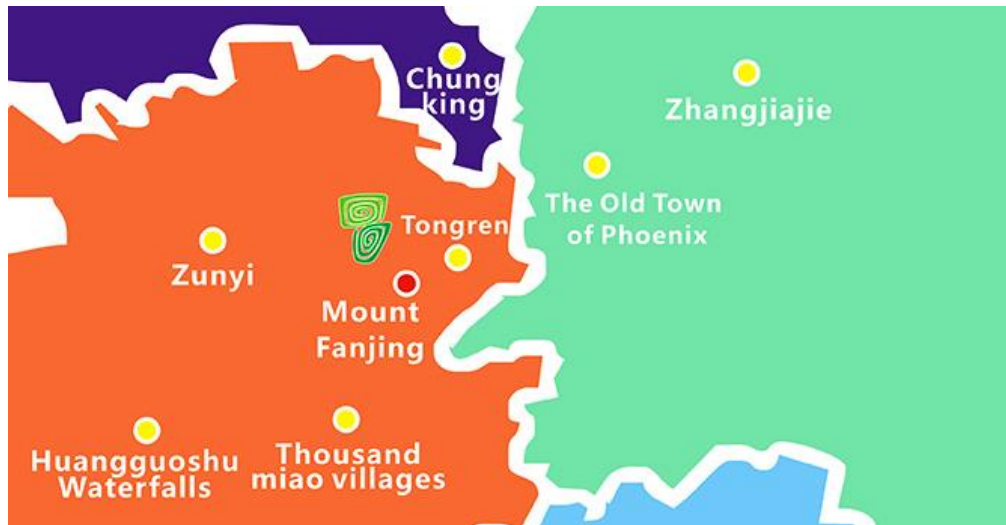 Chung
king
Zhangjiajie
The Old Town
of Phoenix
Tongren
Zunyi
Mount
Fanjing
Huangguoshu
Waterfalls
Thousand
miao villages